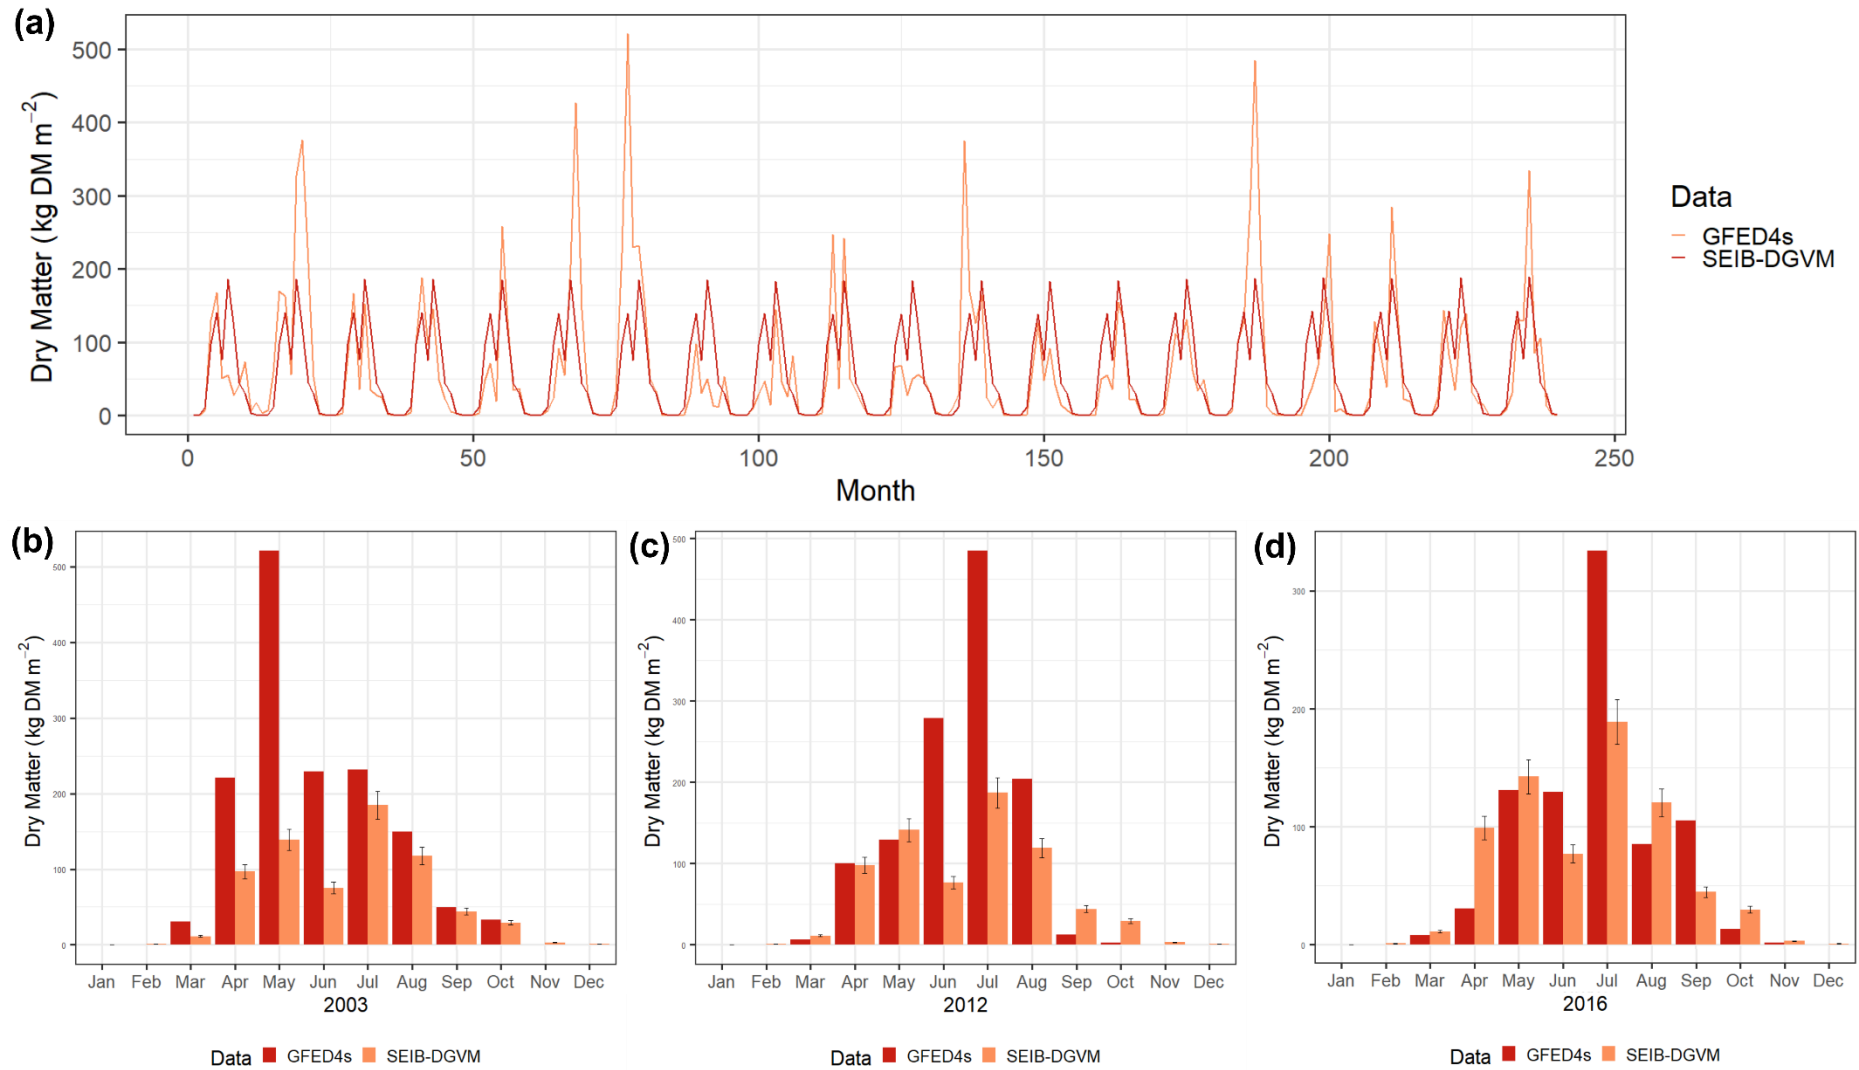 (a)
Dry Matter (kg DM m⁻²)
500
400
300
200
100
0
0 50 100 150 200 250
Month
Data
GFED4s
SEIB-DGVM
(b)
Dry Matter (kg DM m⁻²)
500
400
300
200
100
0
Jan Feb Mar Apr May Jun Jul Aug Sep Oct Nov Dec
2003
Data GFED4s SEIB-DGVM
(c)
Dry Matter (kg DM m⁻²)
500
400
300
200
100
0
Jan Feb Mar Apr May Jun Jul Aug Sep Oct Nov Dec
2012
Data GFED4s SEIB-DGVM
(d)
Dry Matter (kg DM m⁻²)
300
200
100
0
Jan Feb Mar Apr May Jun Jul Aug Sep Oct Nov Dec
2016
Data GFED4s SEIB-DGVM